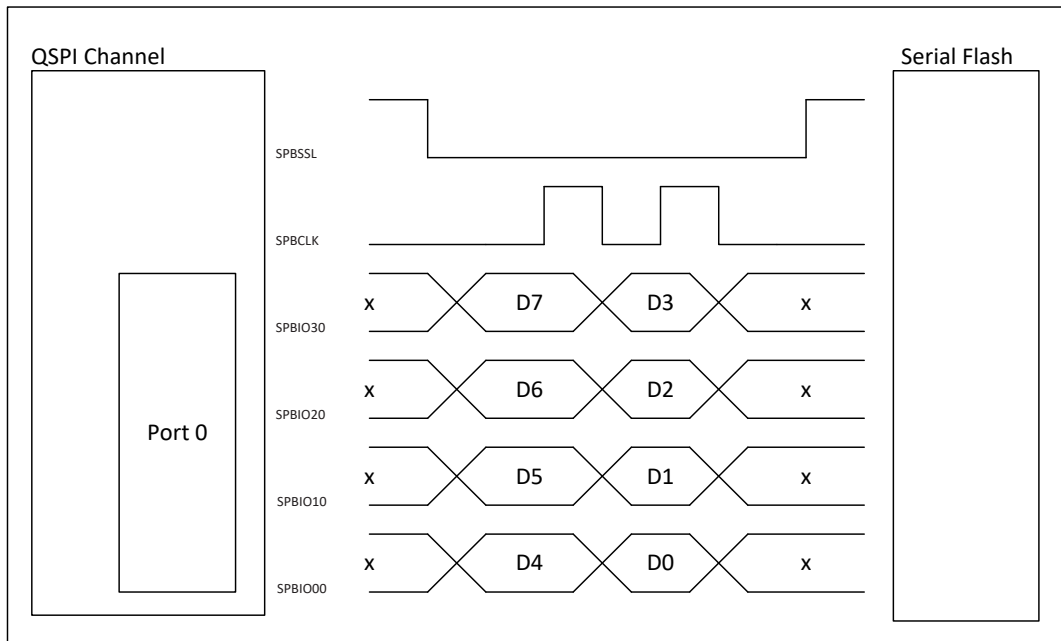 QSPI Channel
Serial Flash
SPBSSL
SPBCLK
x
D7
D3
x
SPBIO30
x
D6
D2
x
SPBIO20
Port 0
x
D5
D1
x
SPBIO10
x
D4
D0
x
SPBIO00